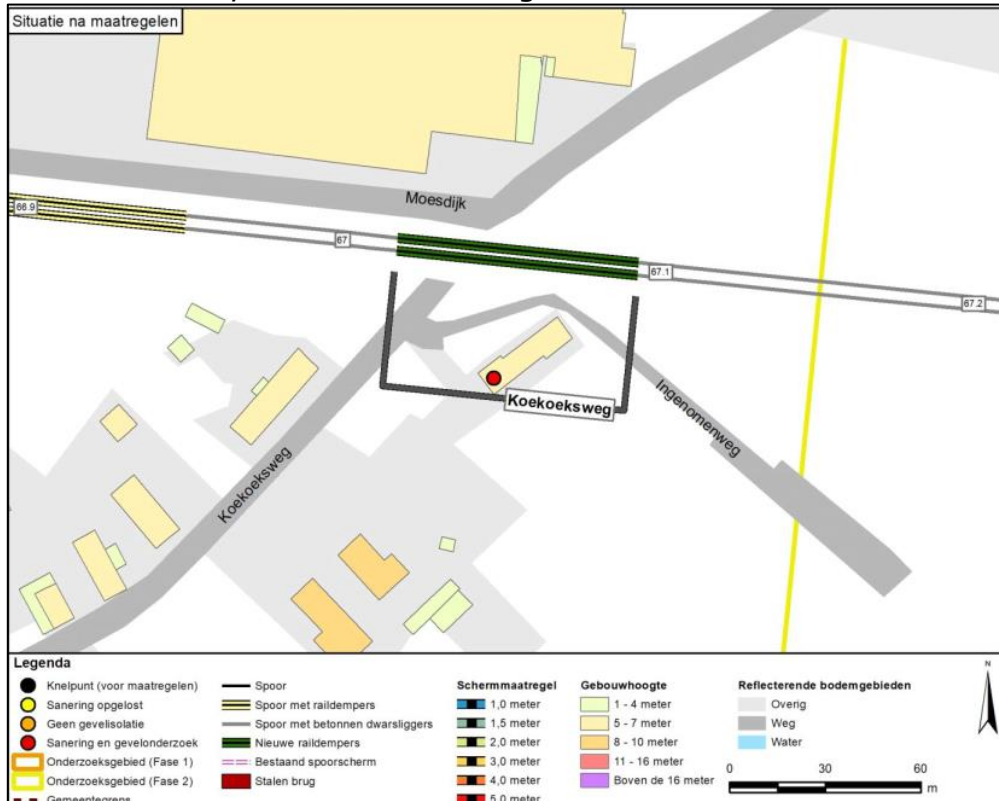 Situatie na maatregelen
Moesdijk
66.9
67
67.1
67.2
Koekoeksweg
Ingenomenweg
Koekoeksweg
Legenda
Knelpunt (voor maatregelen)
Sanering opgelost
Geen gevelisolatie
Sanering en gevelonderzoek
Onderzoeksgebied (Fase 1)
Onderzoeksgebied (Fase 2)
Gemeentegrens
Spoor
Spoor met raildempers
Spoor met betonnen dwarsliggers
Nieuwe raildempers
Bestaand spoorscherm
Stalen brug
Schermmaatregel
1,0 meter
1,5 meter
2,0 meter
3,0 meter
4,0 meter
5,0 meter
Gebouwhoogte
1 - 4 meter
5 - 7 meter
8 - 10 meter
11 - 16 meter
Boven de 16 meter
Reflecterende bodemgebieden
Overig
Weg
Water
N
0 30 60
m